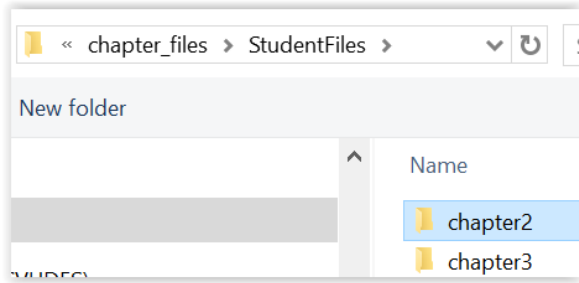 « chapter_files > StudentFiles >
New folder
Name
chapter2
chapter3